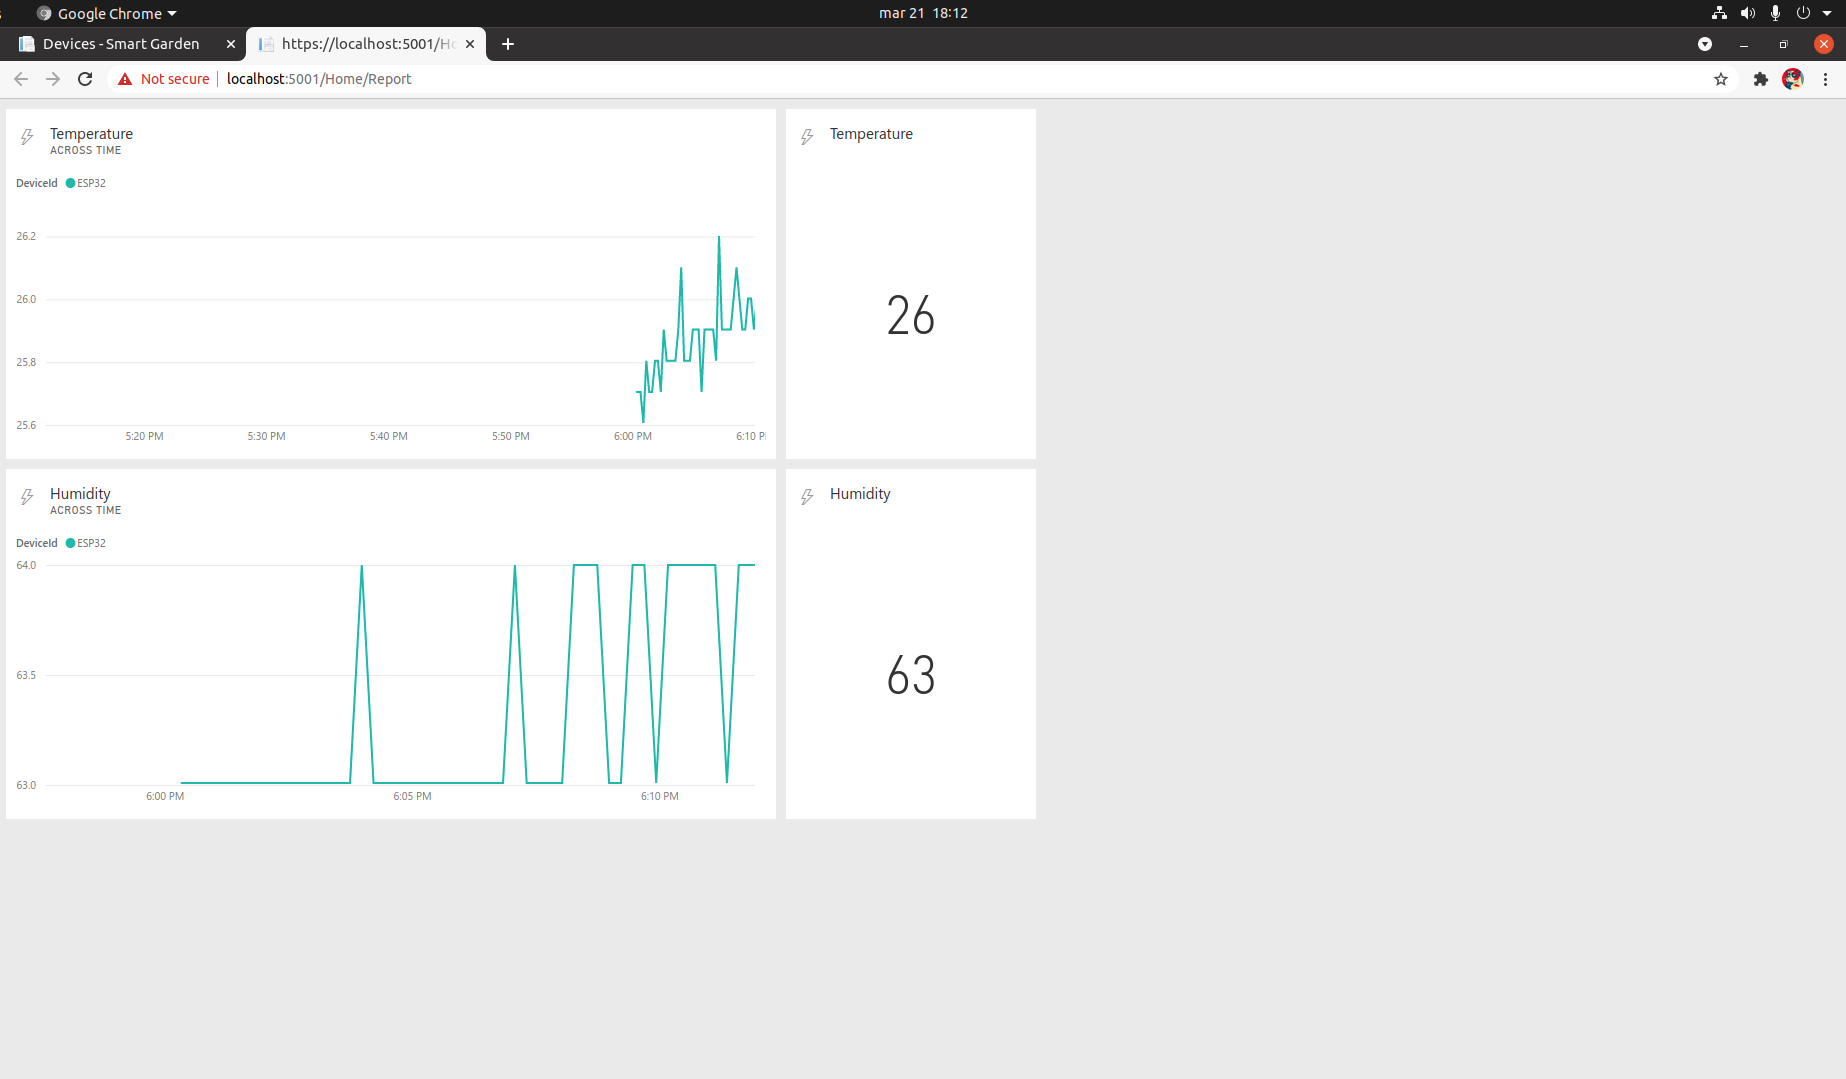 Google Chrome
mar 21 18:12
Devices - Smart Garden
https://localhost:5001/Ho
Not secure
localhost:5001/Home/Report
Temperature
ACROSS TIME
DeviceId ESP32
26.2
26.0
25.8
25.6
5:20 PM 5:30 PM 5:40 PM 5:50 PM 6:00 PM 6:10 P
Temperature
26
Humidity
ACROSS TIME
DeviceId ESP32
64.0
63.5
63.0
6:00 PM 6:05 PM 6:10 PM
Humidity
63